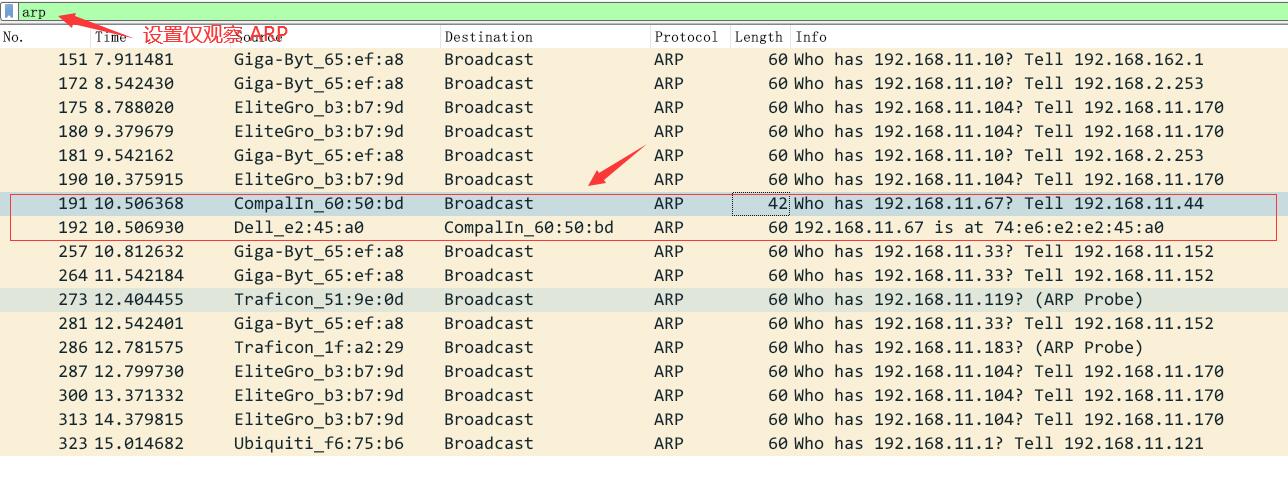 arp
设置仅观察 ARP
No. Time Source Destination Protocol Length Info
151 7.911481 Giga-Byt_65:ef:a8 Broadcast ARP 60 Who has 192.168.11.10? Tell 192.168.162.1
172 8.542430 Giga-Byt_65:ef:a8 Broadcast ARP 60 Who has 192.168.11.10? Tell 192.168.2.253
175 8.788020 EliteGro_b3:b7:9d Broadcast ARP 60 Who has 192.168.11.104? Tell 192.168.11.170
180 9.379679 EliteGro_b3:b7:9d Broadcast ARP 60 Who has 192.168.11.104? Tell 192.168.11.170
181 9.542162 Giga-Byt_65:ef:a8 Broadcast ARP 60 Who has 192.168.11.10? Tell 192.168.2.253
190 10.375915 EliteGro_b3:b7:9d Broadcast ARP 60 Who has 192.168.11.104? Tell 192.168.11.170
191 10.506368 CompalIn_60:50:bd Broadcast ARP 42 Who has 192.168.11.67? Tell 192.168.11.44
192 10.506930 Dell_e2:45:a0 CompalIn_60:50:bd ARP 60 192.168.11.67 is at 74:e6:e2:e2:45:a0
257 10.812632 Giga-Byt_65:ef:a8 Broadcast ARP 60 Who has 192.168.11.33? Tell 192.168.11.152
264 11.542184 Giga-Byt_65:ef:a8 Broadcast ARP 60 Who has 192.168.11.33? Tell 192.168.11.152
273 12.404455 Traficon_51:9e:0d Broadcast ARP 60 Who has 192.168.11.119? (ARP Probe)
281 12.542401 Giga-Byt_65:ef:a8 Broadcast ARP 60 Who has 192.168.11.33? Tell 192.168.11.152
286 12.781575 Traficon_1f:a2:29 Broadcast ARP 60 Who has 192.168.11.183? (ARP Probe)
287 12.799730 EliteGro_b3:b7:9d Broadcast ARP 60 Who has 192.168.11.104? Tell 192.168.11.170
300 13.371332 EliteGro_b3:b7:9d Broadcast ARP 60 Who has 192.168.11.104? Tell 192.168.11.170
313 14.379815 EliteGro_b3:b7:9d Broadcast ARP 60 Who has 192.168.11.104? Tell 192.168.11.170
323 15.014682 Ubiquiti_f6:75:b6 Broadcast ARP 60 Who has 192.168.11.1? Tell 192.168.11.121